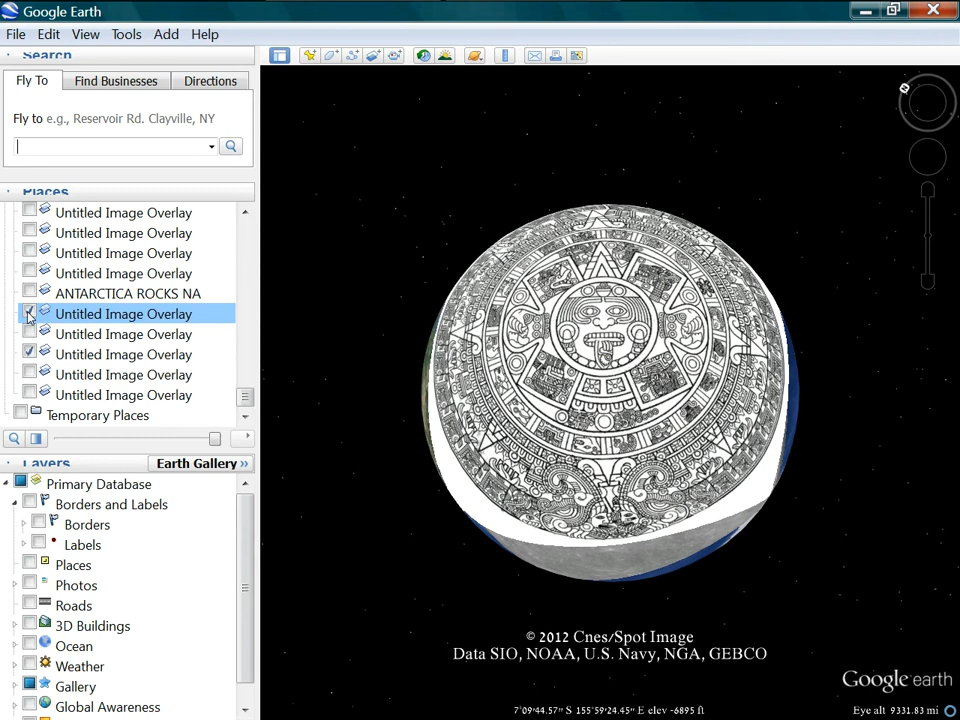 Google Earth
File Edit View Tools Add Help
Search
Fly To Find Businesses Directions
Fly to e.g., Reservoir Rd. Clayville, NY
Places
Untitled Image Overlay
Untitled Image Overlay
Untitled Image Overlay
Untitled Image Overlay
ANTARCTICA ROCKS NA
Untitled Image Overlay
Untitled Image Overlay
Untitled Image Overlay
Untitled Image Overlay
Untitled Image Overlay
Temporary Places
Layers
Earth Gallery »
Primary Database
Borders and Labels
Borders
Labels
Places
Photos
Roads
3D Buildings
Ocean
Weather
Gallery
Global Awareness
© 2012 Cnes/Spot Image
Data SIO, NOAA, U.S. Navy, NGA, GEBCO
Google earth
7°09'44.57" S 155°59'24.45" E elev -6895 ft
Eye alt 9331.83 mi